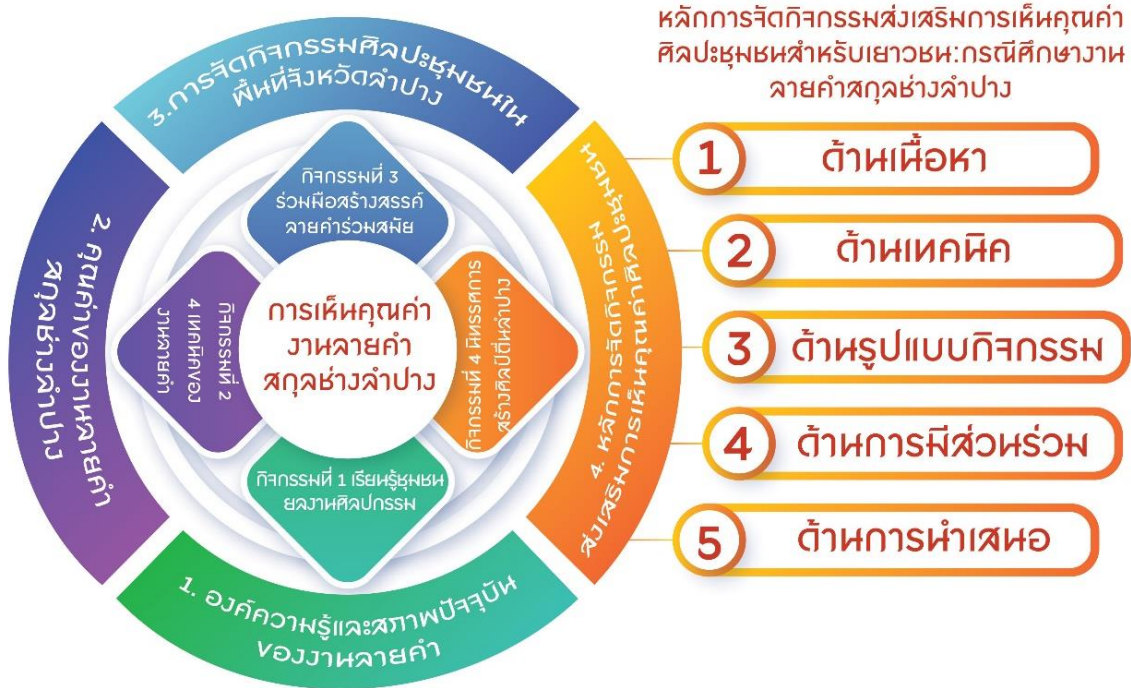 หลักการจัดกิจกรรมส่งเสริมการเห็นคุณค่า
ศิลปะชุมชนสำหรับเยาวชน:กรณีศึกษางาน
ลายคำสกุลช่างลำปาง
1 ด้านเนื้อหา
2 ด้านเทคนิค
3 ด้านรูปแบบกิจกรรม
4 ด้านการมีส่วนร่วม
5 ด้านการนำเสนอ
3.การจัดกิจกรรมศิลปะชุมชนใน
พื้นที่จังหวัดลำปาง
2. คุณค่าของงานลายคำ
สกุลช่างลำปาง
1. องค์ความรู้และสภาพปัจจุบัน
ของงานลายคำ
4. หลักการจัดกิจกรรม
ส่งเสริมการเห็นคุณค่าศิลปะชุมชน
กิจกรรมที่ 3
ร่วมมือสร้างสรรค์
ลายคำร่วมสมัย
กิจกรรมที่ 2
4 เทคนิคของ
งานลายคำ
การเห็นคุณค่า
งานลายคำ
สกุลช่างลำปาง
กิจกรรมที่ 4 นิทรรศการ
สร้างศิลป์ถิ่นลำปาง
กิจกรรมที่ 1 เรียนรู้ชุมชน
ยลงานศิลปกรรม